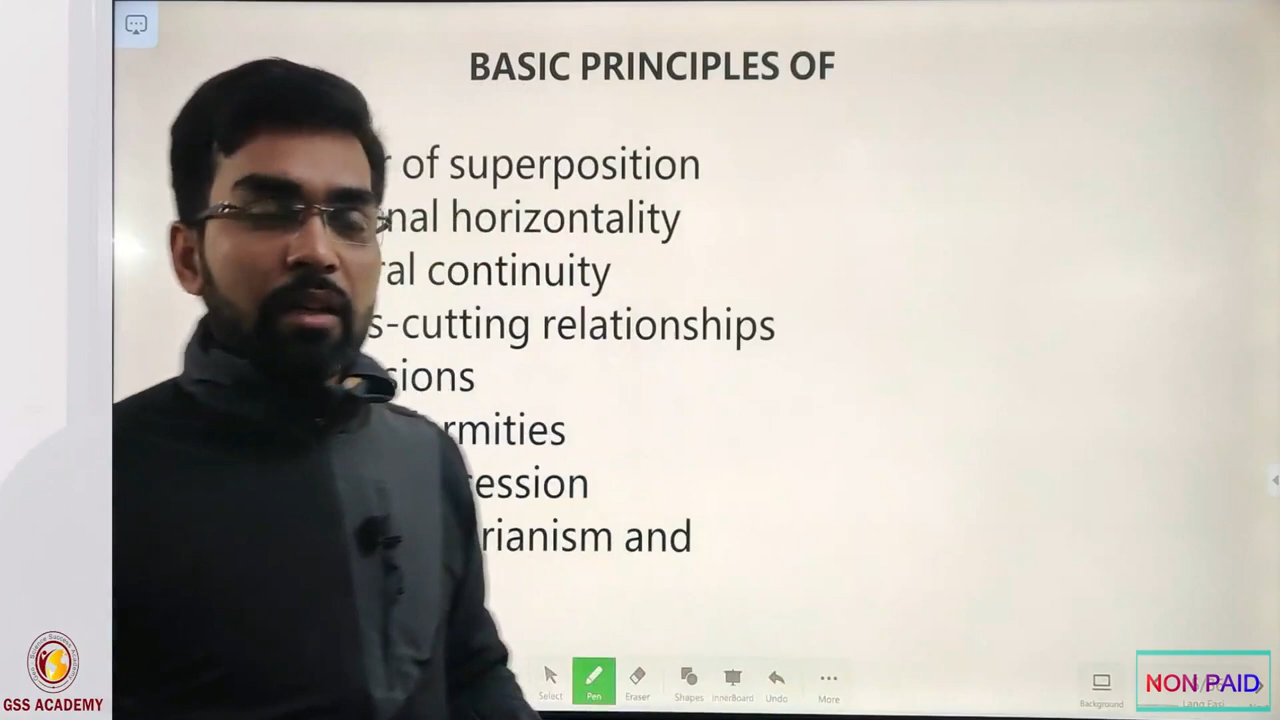 BASIC PRINCIPLES OF
of superposition
nal horizontality
ral continuity
s-cutting relationships
sions
rmities
session
rianism and
Select
Pen
Eraser
Shapes
InnerBoard
Undo
More
Background
NON PAID
GSS ACADEMY